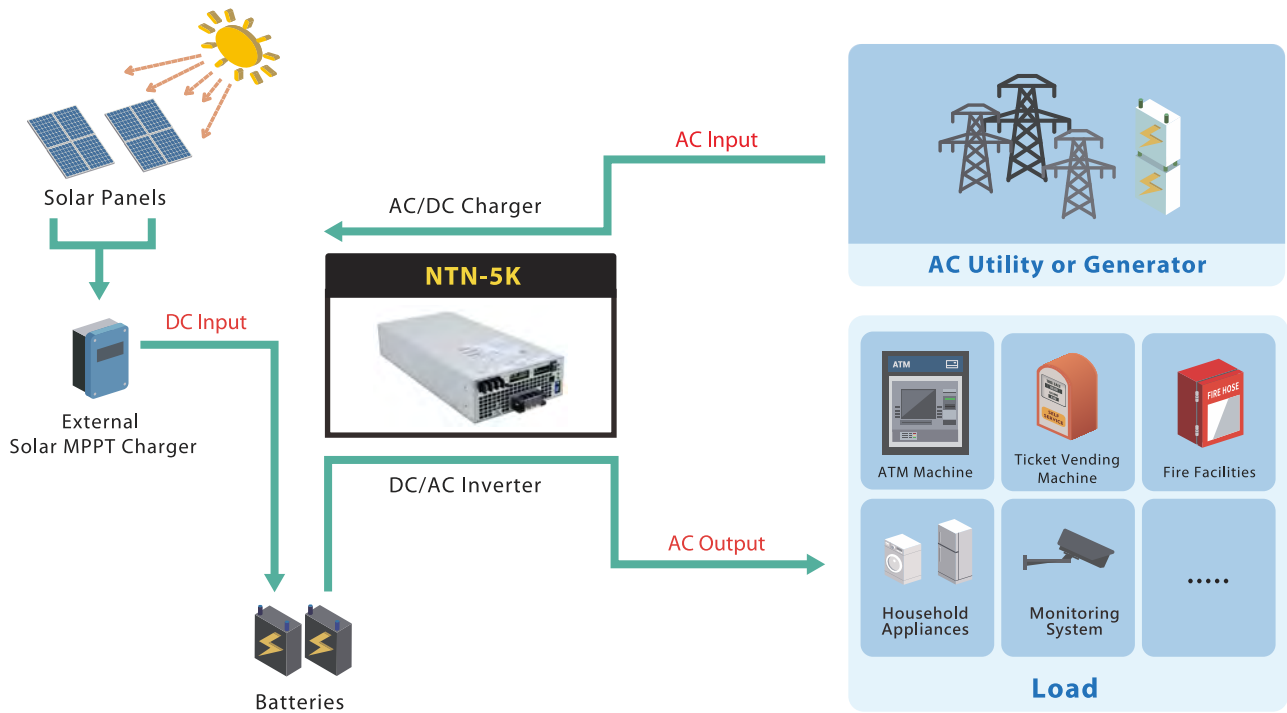 Solar Panels
External
Solar MPPT Charger
DC Input
AC/DC Charger
AC Input
NTN-5K
DC/AC Inverter
AC Output
Batteries
AC Utility or Generator
ATM
ATM Machine
SELF
SERVICE
Ticket Vending
Machine
FIRE HOSE
Fire Facilities
Household
Appliances
Monitoring
System
.....
Load